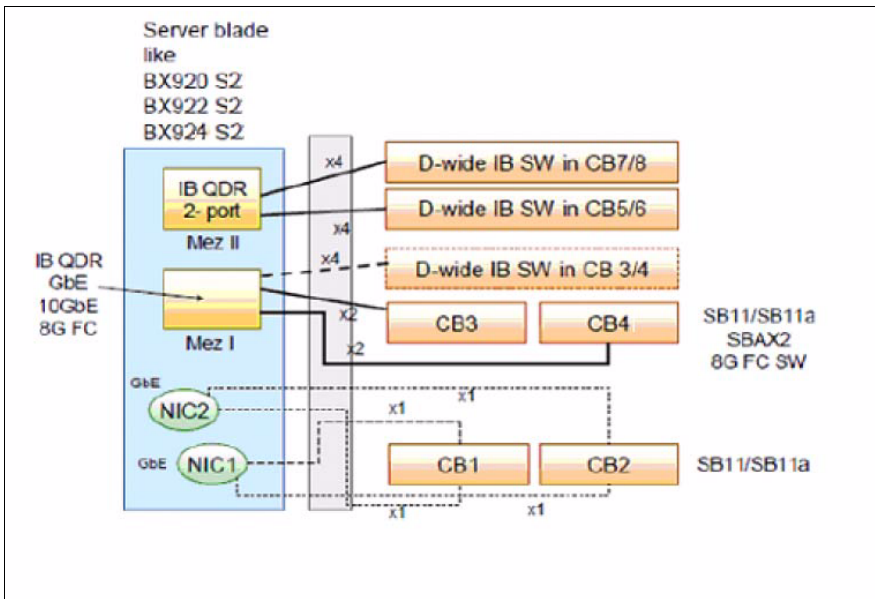 Server blade
like
BX920 S2
BX922 S2
BX924 S2
x4
D-wide IB SW in CB7/8
IB QDR
2- port
D-wide IB SW in CB5/6
Mez II
x4
IB QDR
GbE
10GbE
8G FC
x4
D-wide IB SW in CB 3/4
x2
CB3
CB4
SB11/SB11a
SBAX2
8G FC SW
Mez I
x2
GbE
NIC2
x1
x1
GbE
NIC1
CB1
CB2
SB11/SB11a
x1
x1